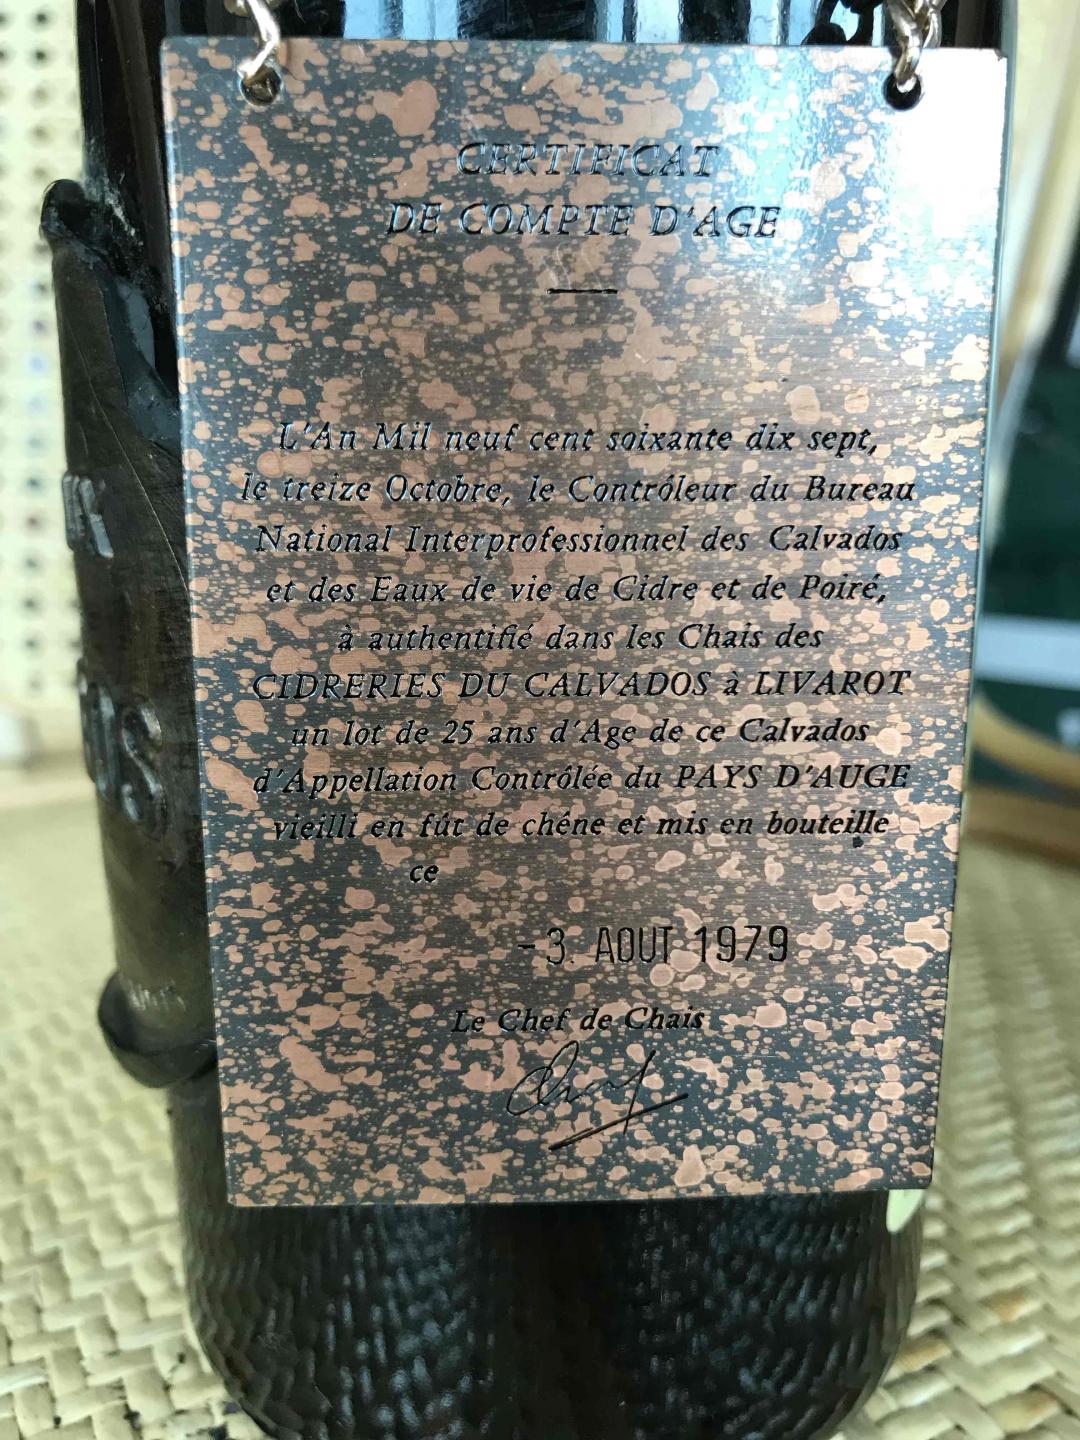 CERTIFICAT
DE COMPTE D'AGE
L'An Mil neuf cent soixante dix sept,
le treize Octobre, le Contrôleur du Bureau
National Interprofessionnel des Calvados
et des Eaux de vie de Cidre et de Poiré,
à authentifié dans les Chais des
CIDRERIES DU CALVADOS à LIVAROT
un lot de 25 ans d'Age de ce Calvados
d'Appellation Contrôlée du PAYS D'AUGE
vieilli en fût de chêne et mis en bouteille
ce
-3. AOUT 1979
Le Chef de Chais